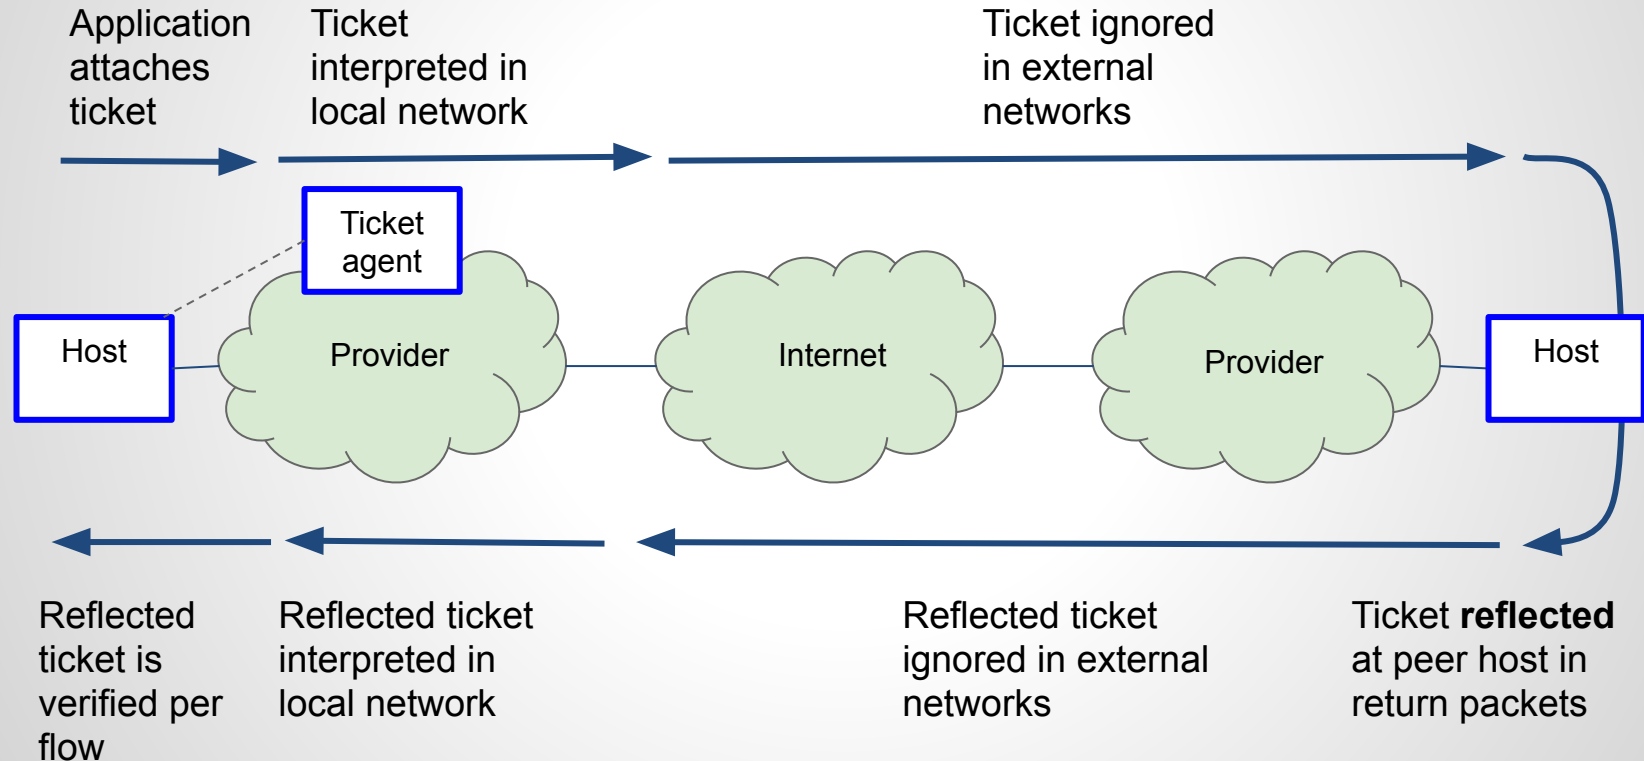 Application
attaches
ticket
Ticket
interpreted in
local network
Ticket ignored
in external
networks
Ticket
agent
Host
Provider
Internet
Provider
Host
Reflected
ticket is
verified per
flow
Reflected ticket
interpreted in
local network
Reflected ticket
ignored in external
networks
Ticket reflected
at peer host in
return packets